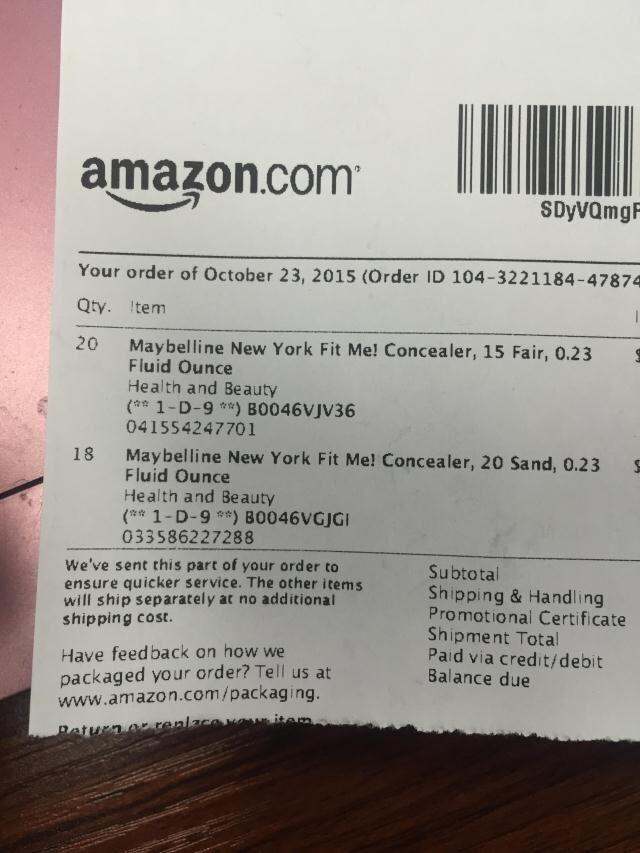 amazon.com
SDyVQmgF
Your order of October 23, 2015 (Order ID 104-3221184-47874
Qty. Item
20 Maybelline New York Fit Me! Concealer, 15 Fair, 0.23
Fluid Ounce
Health and Beauty
(** 1-D-9 **) B0046VJV36
041554247701
18 Maybelline New York Fit Me! Concealer, 20 Sand, 0.23
Fluid Ounce
Health and Beauty
(** 1-D-9 **) B0046VGJGI
033586227288
We've sent this part of your order to
ensure quicker service. The other items
will ship separately at no additional
shipping cost.
Have feedback on how we
packaged your order? Tell us at
www.amazon.com/packaging.
Return or replace your item
Subtotal
Shipping & Handling
Promotional Certificate
Shipment Total
Paid via credit/debit
Balance due